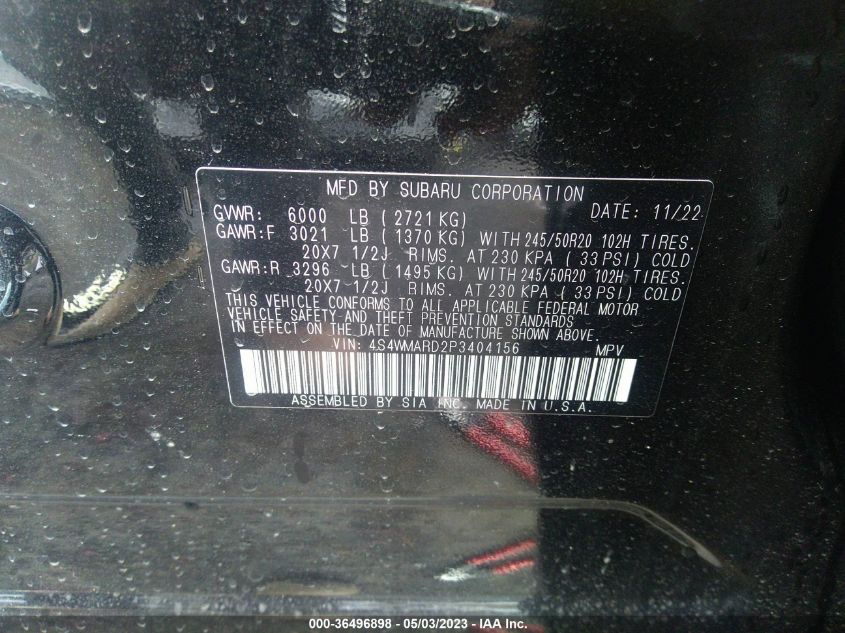 MFD BY SUBARU CORPORATION
GVWR: 6000 LB ( 2721 KG) DATE: 11/22
GAWR:F 3021 LB ( 1370 KG) WITH 245/50R20 102H TIRES.
20X7 1/2J RIMS. AT 230 KPA ( 33 PSI) COLD
GAWR:R 3296 LB ( 1495 KG) WITH 245/50R20 102H TIRES.
20X7 1/2J RIMS. AT 230 KPA ( 33 PSI) COLD
THIS VEHICLE CONFORMS TO ALL APPLICABLE FEDERAL MOTOR
VEHICLE SAFETY AND THEFT PREVENTION STANDARDS
IN EFFECT ON THE DATE OF MANUFACTURE SHOWN ABOVE.
VIN: 4S4WMARD2P3404156 MPV
ASSEMBLED BY SIA INC. MADE IN U.S.A.
000-36496898 - 05/03/2023 - IAA Inc.